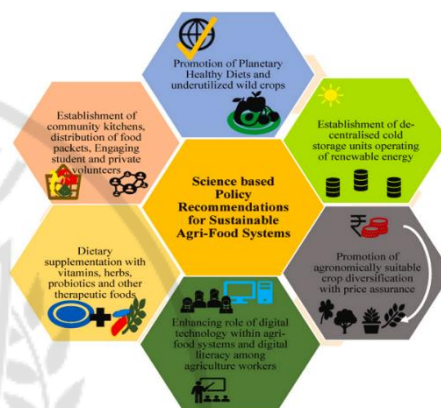 Promotion of Planetary
Healthy Diets and
underutilized wild crops
Establishment of
community kitchens,
distribution of food
packets, Engaging
student and private
volunteers
Establishment of de-
centralised cold
storage units operating
of renewable energy
Science based
Policy
Recommendations
for Sustainable
Agri-Food Systems
Dietary
supplementation with
vitamins, herbs,
probiotics and other
therapeutic foods
₹
Promotion of
agronomically suitable
crop diversification
with price assurance
Enhancing role of digital
technology within agri-
food systems and digital
literacy among
agriculture workers